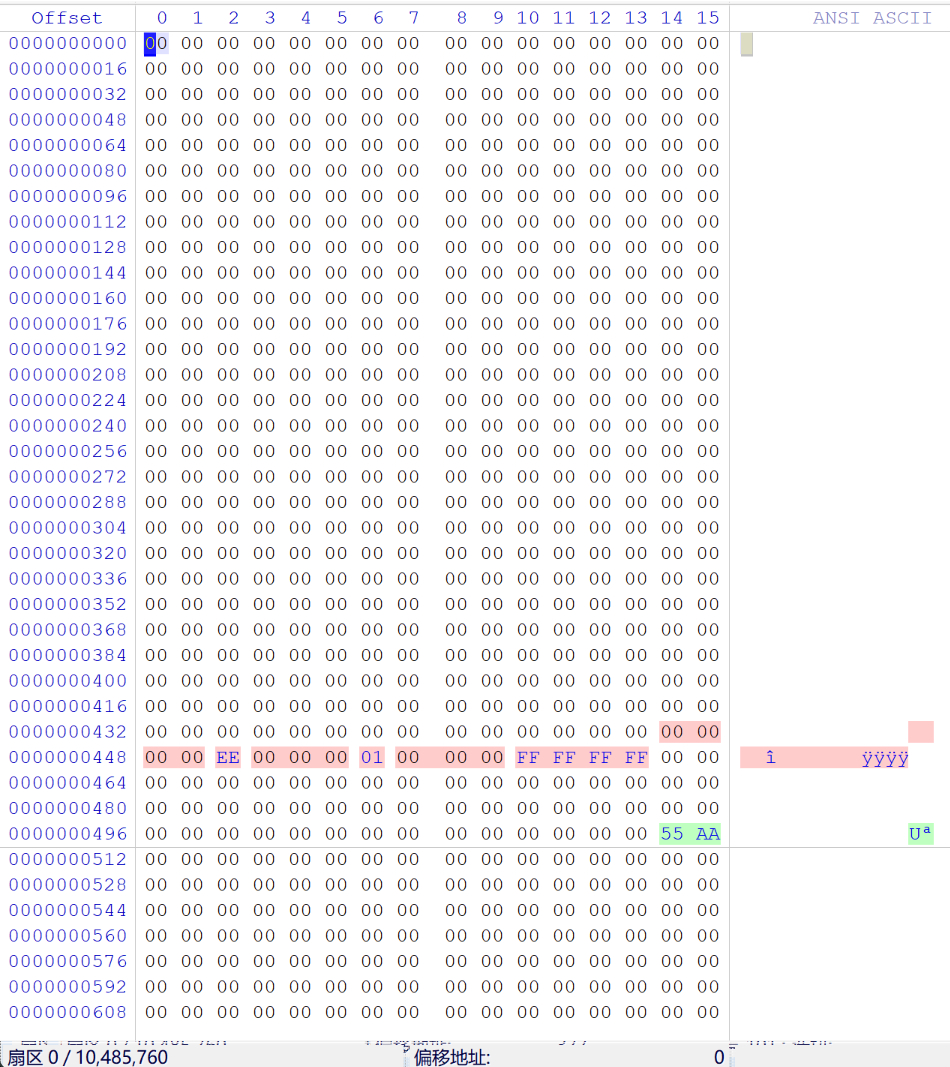 Offset 0 1 2 3 4 5 6 7 8 9 10 11 12 13 14 15 ANSI ASCII
0000000000 00 00 00 00 00 00 00 00 00 00 00 00 00 00 00 00
0000000016 00 00 00 00 00 00 00 00 00 00 00 00 00 00 00 00
0000000032 00 00 00 00 00 00 00 00 00 00 00 00 00 00 00 00
0000000048 00 00 00 00 00 00 00 00 00 00 00 00 00 00 00 00
0000000064 00 00 00 00 00 00 00 00 00 00 00 00 00 00 00 00
0000000080 00 00 00 00 00 00 00 00 00 00 00 00 00 00 00 00
0000000096 00 00 00 00 00 00 00 00 00 00 00 00 00 00 00 00
0000000112 00 00 00 00 00 00 00 00 00 00 00 00 00 00 00 00
0000000128 00 00 00 00 00 00 00 00 00 00 00 00 00 00 00 00
0000000144 00 00 00 00 00 00 00 00 00 00 00 00 00 00 00 00
0000000160 00 00 00 00 00 00 00 00 00 00 00 00 00 00 00 00
0000000176 00 00 00 00 00 00 00 00 00 00 00 00 00 00 00 00
0000000192 00 00 00 00 00 00 00 00 00 00 00 00 00 00 00 00
0000000208 00 00 00 00 00 00 00 00 00 00 00 00 00 00 00 00
0000000224 00 00 00 00 00 00 00 00 00 00 00 00 00 00 00 00
0000000240 00 00 00 00 00 00 00 00 00 00 00 00 00 00 00 00
0000000256 00 00 00 00 00 00 00 00 00 00 00 00 00 00 00 00
0000000272 00 00 00 00 00 00 00 00 00 00 00 00 00 00 00 00
0000000288 00 00 00 00 00 00 00 00 00 00 00 00 00 00 00 00
0000000304 00 00 00 00 00 00 00 00 00 00 00 00 00 00 00 00
0000000320 00 00 00 00 00 00 00 00 00 00 00 00 00 00 00 00
0000000336 00 00 00 00 00 00 00 00 00 00 00 00 00 00 00 00
0000000352 00 00 00 00 00 00 00 00 00 00 00 00 00 00 00 00
0000000368 00 00 00 00 00 00 00 00 00 00 00 00 00 00 00 00
0000000384 00 00 00 00 00 00 00 00 00 00 00 00 00 00 00 00
0000000400 00 00 00 00 00 00 00 00 00 00 00 00 00 00 00 00
0000000416 00 00 00 00 00 00 00 00 00 00 00 00 00 00 00 00
0000000432 00 00 00 00 00 00 00 00 00 00 00 00 00 00 00 00
0000000448 00 00 EE 00 00 00 01 00 00 00 FF FF FF FF 00 00 î ÿÿÿÿ
0000000464 00 00 00 00 00 00 00 00 00 00 00 00 00 00 00 00
0000000480 00 00 00 00 00 00 00 00 00 00 00 00 00 00 00 00
0000000496 00 00 00 00 00 00 00 00 00 00 00 00 00 00 55 AA Uª
0000000512 00 00 00 00 00 00 00 00 00 00 00 00 00 00 00 00
0000000528 00 00 00 00 00 00 00 00 00 00 00 00 00 00 00 00
0000000544 00 00 00 00 00 00 00 00 00 00 00 00 00 00 00 00
0000000560 00 00 00 00 00 00 00 00 00 00 00 00 00 00 00 00
0000000576 00 00 00 00 00 00 00 00 00 00 00 00 00 00 00 00
0000000592 00 00 00 00 00 00 00 00 00 00 00 00 00 00 00 00
0000000608 00 00 00 00 00 00 00 00 00 00 00 00 00 00 00 00
扇区 0 / 10,485,760 偏移地址: 0